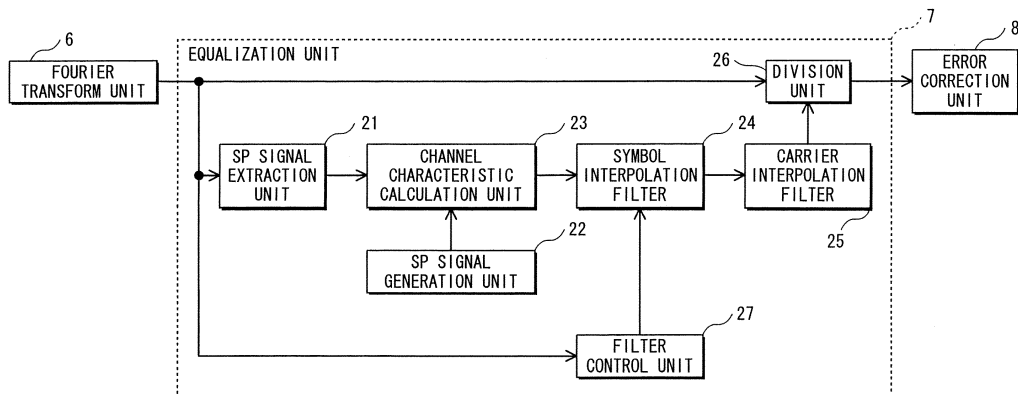 6
FOURIER
TRANSFORM UNIT
EQUALIZATION UNIT
7
26
DIVISION
UNIT
8
ERROR
CORRECTION
UNIT
21
SP SIGNAL
EXTRACTION
UNIT
23
CHANNEL
CHARACTERISTIC
CALCULATION UNIT
24
SYMBOL
INTERPOLATION
FILTER
CARRIER
INTERPOLATION
FILTER
25
22
SP SIGNAL
GENERATION UNIT
27
FILTER
CONTROL UNIT